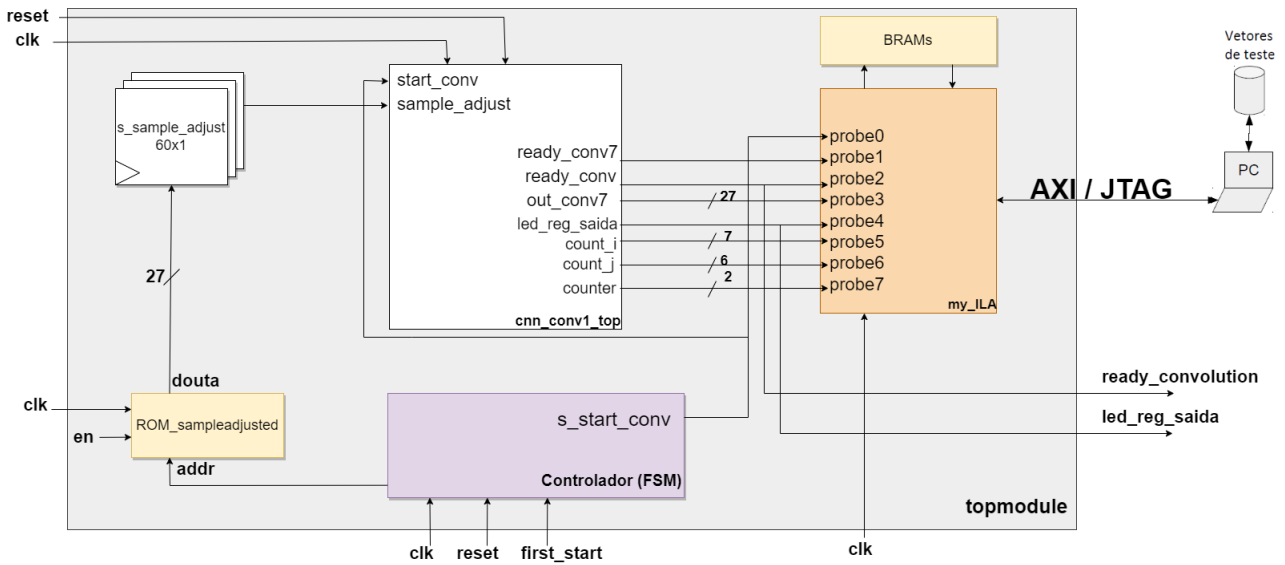 reset
clk
BRAMs
Vetores
de teste
start_conv
sample_adjust
s_sample_adjust
60x1
probe0
ready_conv7
probe1
ready_conv
probe2
PC
AXI / JTAG
out_conv7
27
probe3
led_reg_saida
probe4
count_i
7
probe5
count_j
6
probe6
27
counter
2
probe7
my_ILA
cnn_conv1_top
douta
ready_convolution
clk
led_reg_saida
ROM_sampleadjusted
s_start_conv
en
addr
Controlador (FSM)
topmodule
clk
reset
first_start
clk